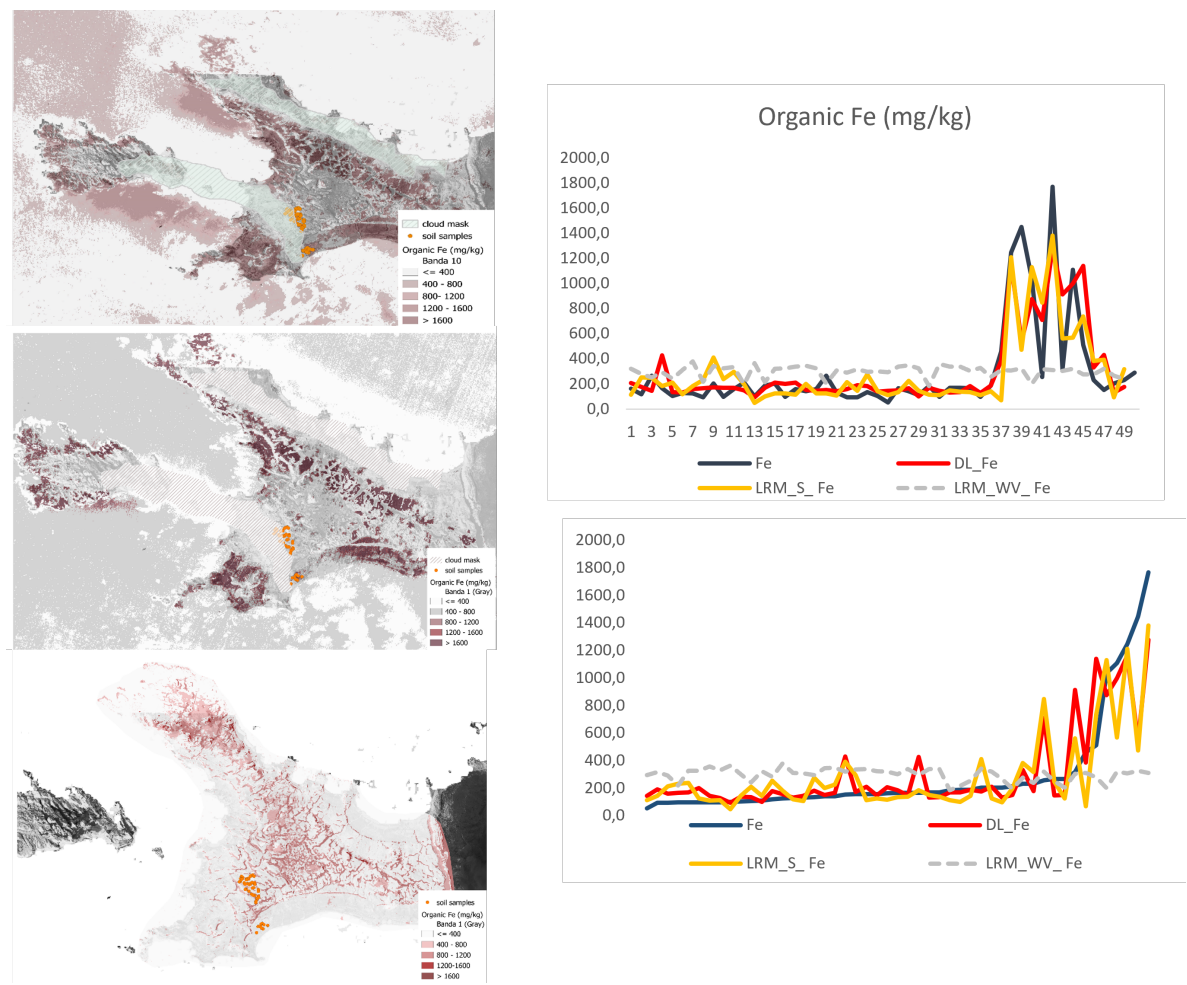 cloud mask
soil samples
Organic Fe (mg/kg)
Banda 10
<= 400
400 - 800
800- 1200
1200 - 1600
> 1600
cloud mask
soil samples
Organic Fe (mg/kg)
Banda 1 (Gray)
<= 400
400 - 800
800 - 1200
1200 - 1600
> 1600
soil samples
Organic Fe (mg/kg)
Banda 1 (Gray)
<= 400
400 - 800
800 - 1200
1200-1600
> 1600
Organic Fe (mg/kg)
2000,0
1800,0
1600,0
1400,0
1200,0
1000,0
800,0
600,0
400,0
200,0
0,0
1 3 5 7 9 11 13 15 17 19 21 23 25 27 29 31 33 35 37 39 41 43 45 47 49
Fe DL_Fe
LRM_S_ Fe LRM_WV_ Fe
2000,0
1800,0
1600,0
1400,0
1200,0
1000,0
800,0
600,0
400,0
200,0
0,0
Fe DL_Fe
LRM_S_ Fe LRM_WV_ Fe